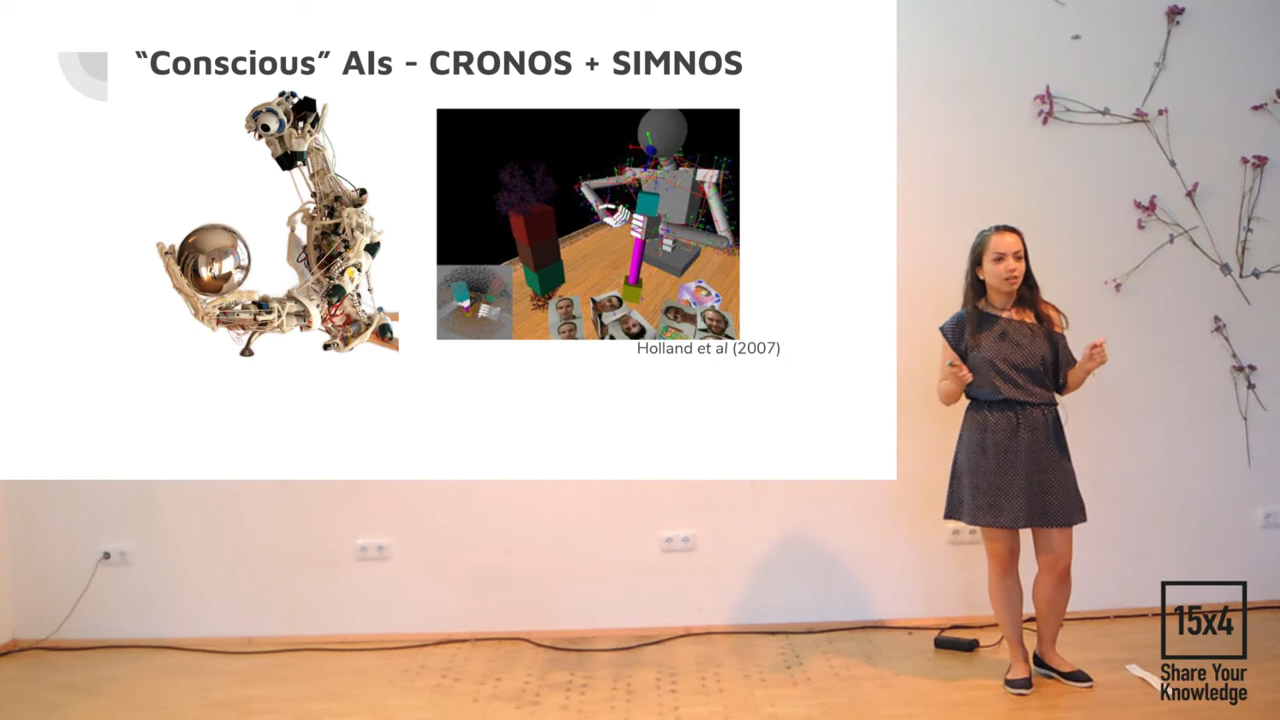 “Conscious” AIs - CRONOS + SIMNOS
Holland et al (2007)
15x4
Share Your
Knowledge